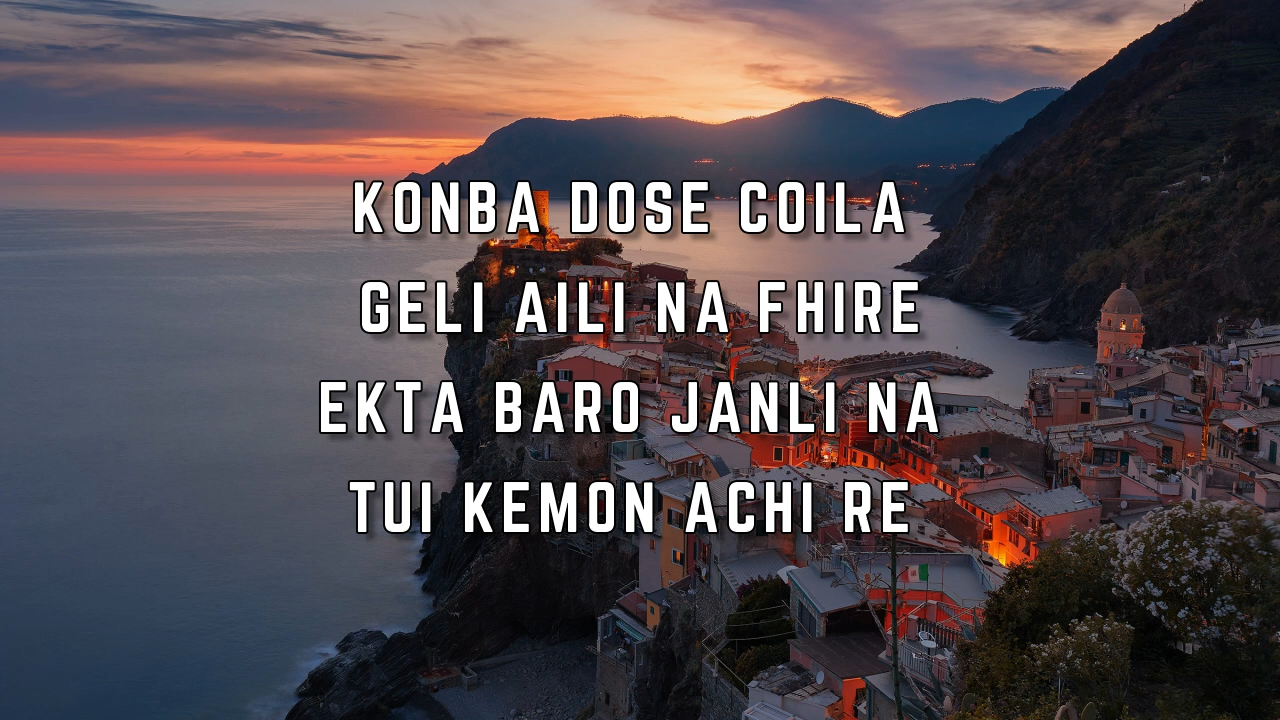 KONBA DOSE COILA
GELI AILI NA FHIRE
EKTA BARO JANLI NA
TUI KEMON ACHI RE